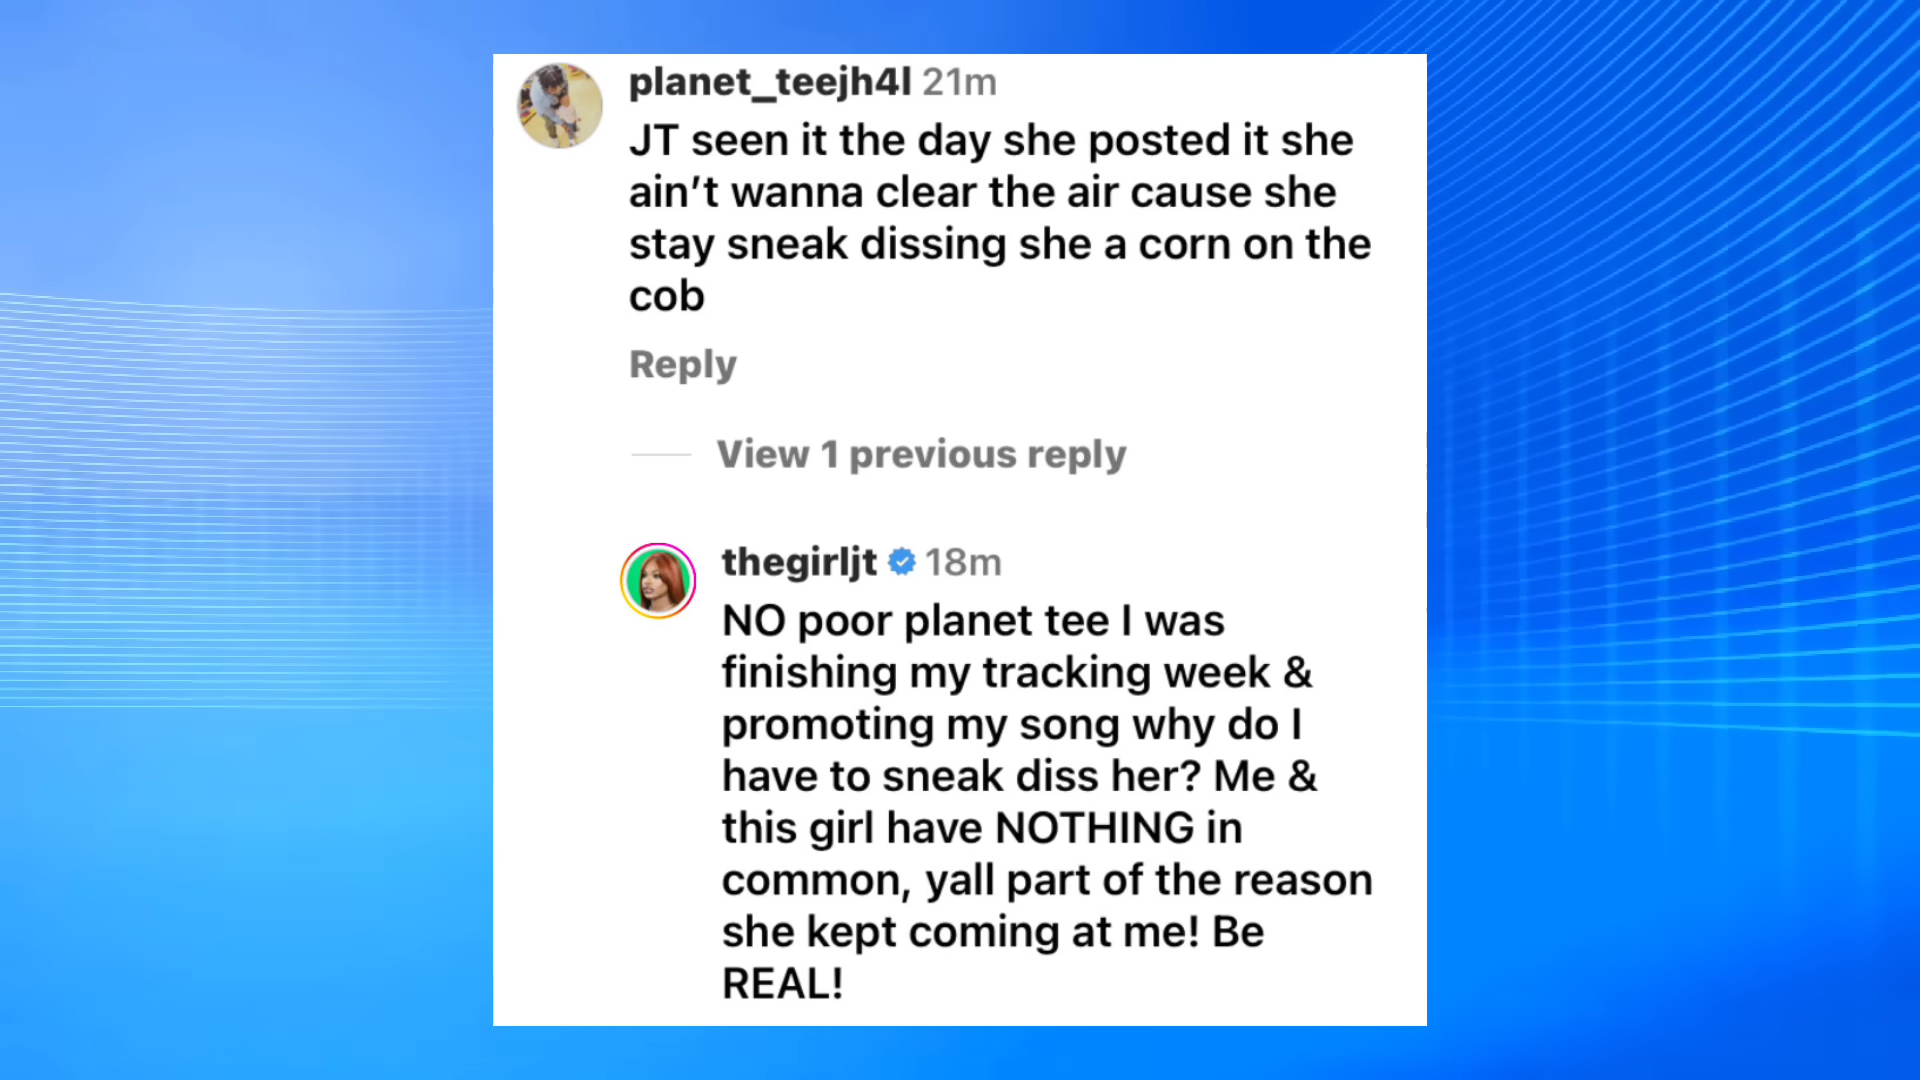 planet_teejh4l 21m
JT seen it the day she posted it she
ain’t wanna clear the air cause she
stay sneak dissing she a corn on the
cob
Reply
View 1 previous reply
thegirljt 18m
NO poor planet tee I was
finishing my tracking week &
promoting my song why do I
have to sneak diss her? Me &
this girl have NOTHING in
common, yall part of the reason
she kept coming at me! Be
REAL!